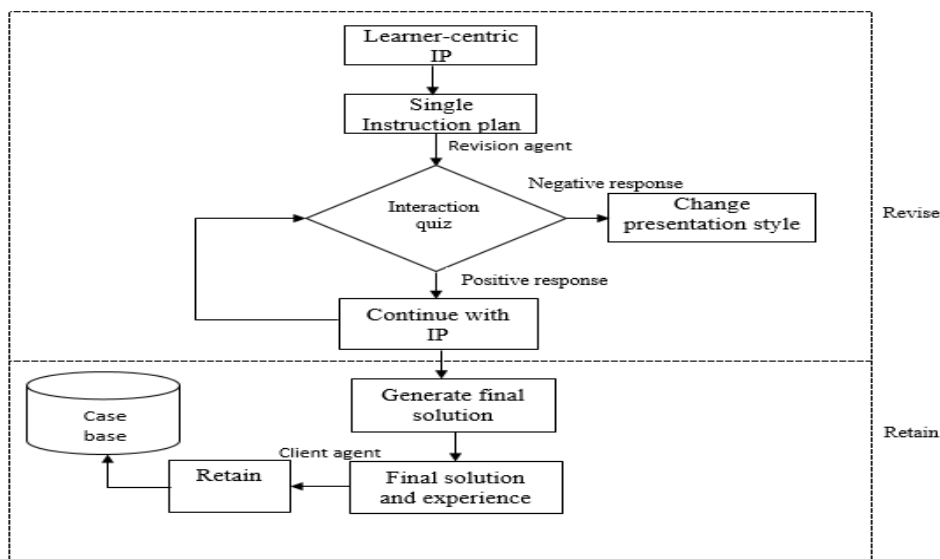 Learner-centric
IP
Single
Instruction plan
Revision agent
Negative response
Interaction
quiz
Change
presentation style
Revise
Positive response
Continue with
IP
Generate final
solution
Case
base
Retain
Client agent
Retain
Final solution
and experience